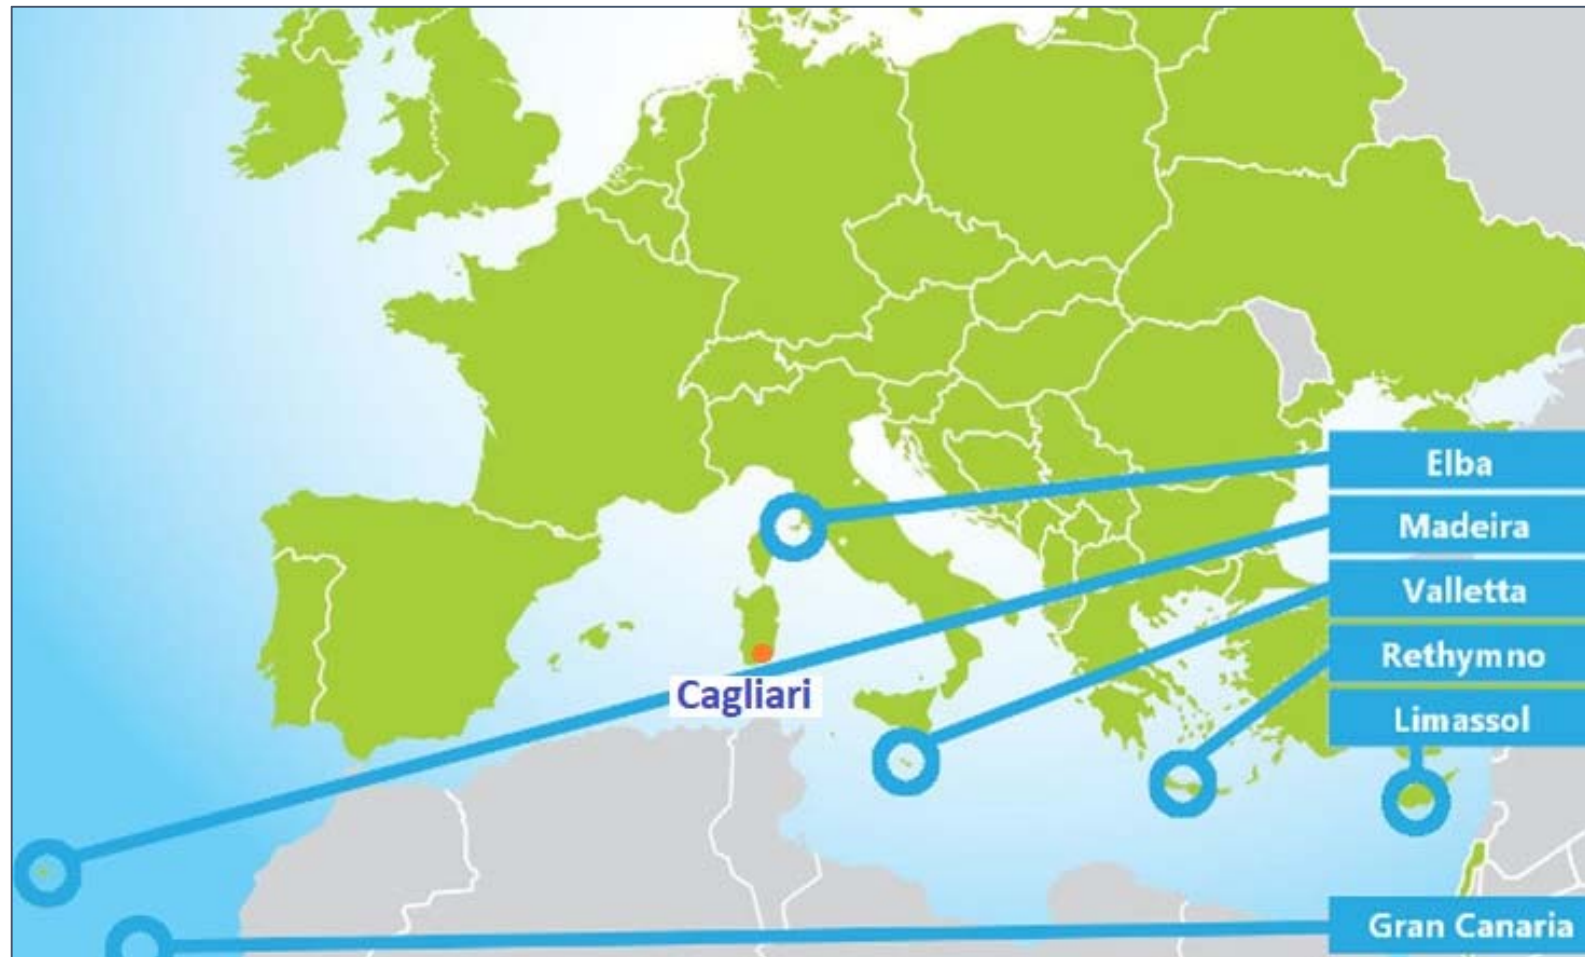 Elba
Madeira
Valletta
Rethymno
Cagliari
Limassol
Gran Canaria